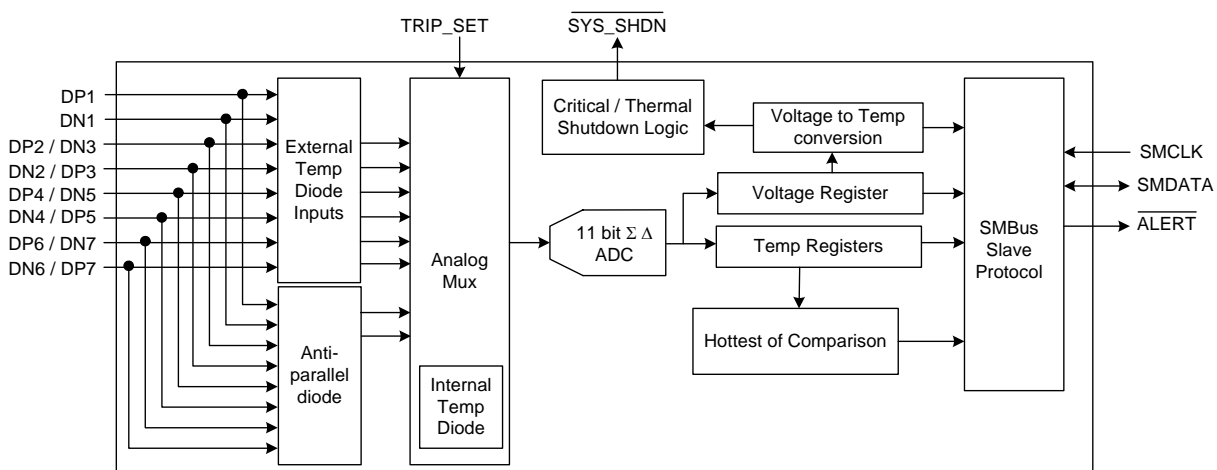 TRIP_SET
SYS_SHDN
DP1
DN1
DP2 / DN3
DN2 / DP3
DP4 / DN5
DN4 / DP5
DP6 / DN7
DN6 / DP7
External
Temp
Diode
Inputs
Anti-
parallel
diode
Analog
Mux
Internal
Temp
Diode
11 bit Σ Δ
ADC
Critical / Thermal
Shutdown Logic
Voltage to Temp
conversion
Voltage Register
Temp Registers
Hottest of Comparison
SMBus
Slave
Protocol
SMCLK
SMDATA
ALERT